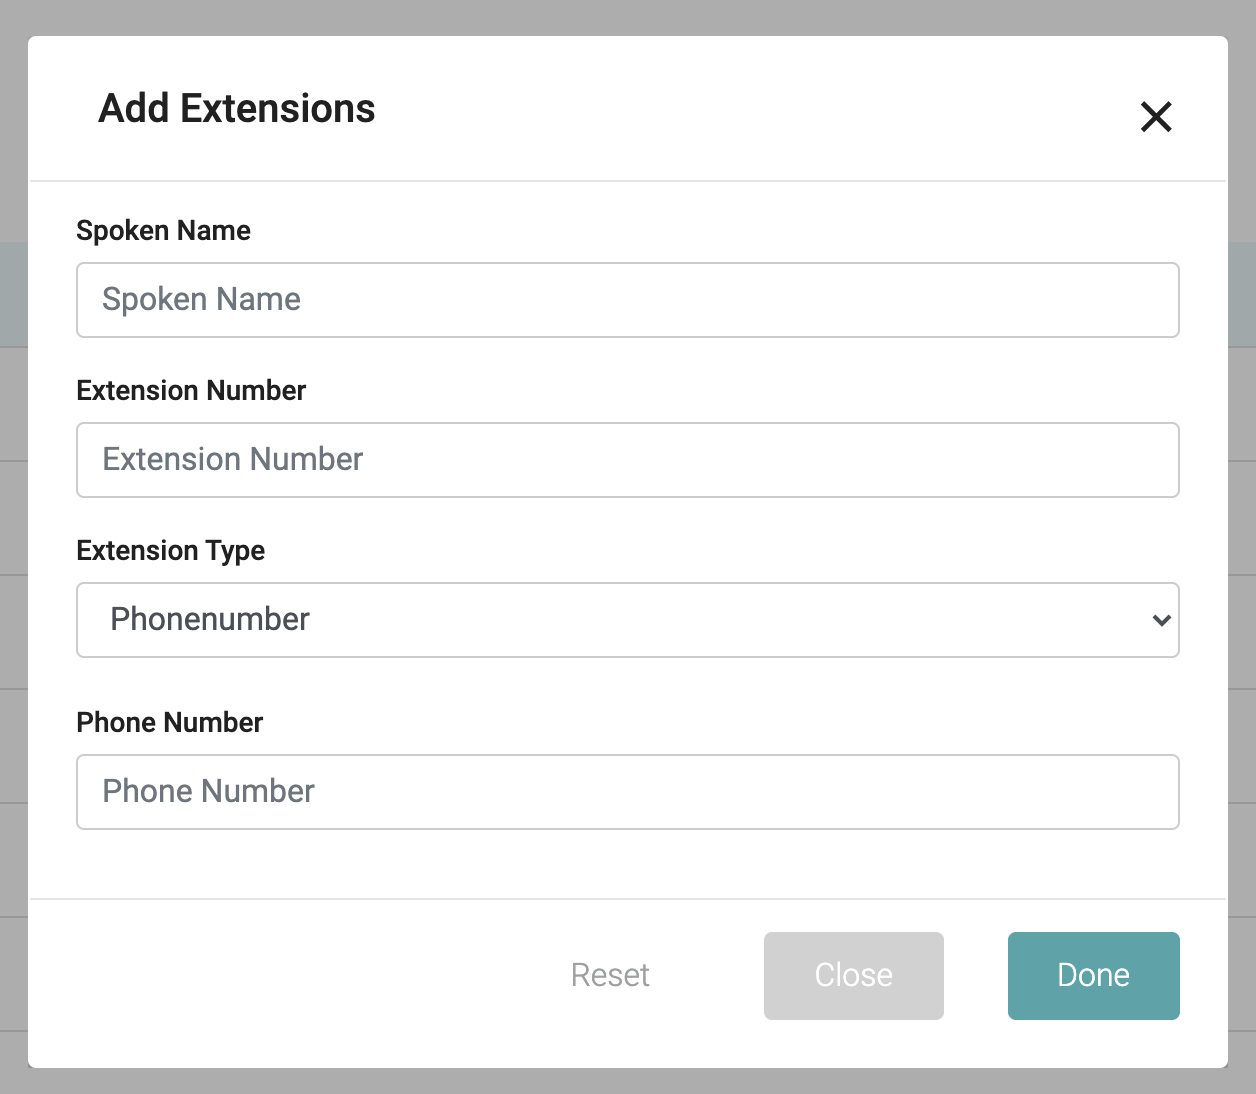 Add Extensions
Spoken Name
Spoken Name
Extension Number
Extension Number
Extension Type
Phonenumber
Phone Number
Phone Number
Reset Close Done